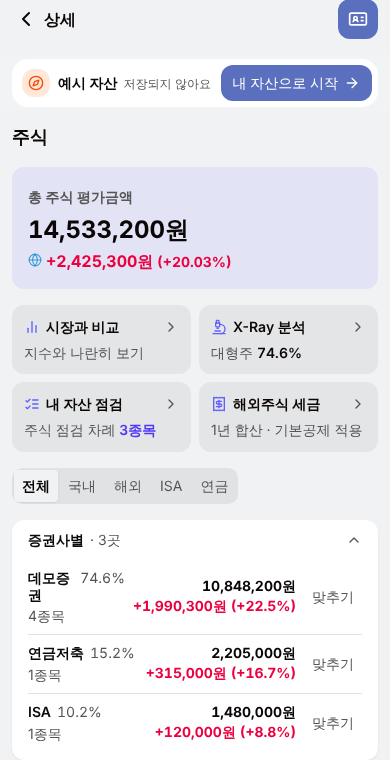 상세
예시 자산 저장되지 않아요 내 자산으로 시작 →
주식
총 주식 평가금액
14,533,200원
+2,425,300원 (+20.03%)
시장과 비교
지수와 나란히 보기
X-Ray 분석
대형주 74.6%
내 자산 점검
주식 점검 차례 3종목
해외주식 세금
1년 합산 · 기본공제 적용
전체 국내 해외 ISA 연금
증권사별 · 3곳
데모증권 74.6%
4종목
10,848,200원
+1,990,300원 (+22.5%)
맞추기
연금저축 15.2%
1종목
2,205,000원
+315,000원 (+16.7%)
맞추기
ISA 10.2%
1종목
1,480,000원
+120,000원 (+8.8%)
맞추기